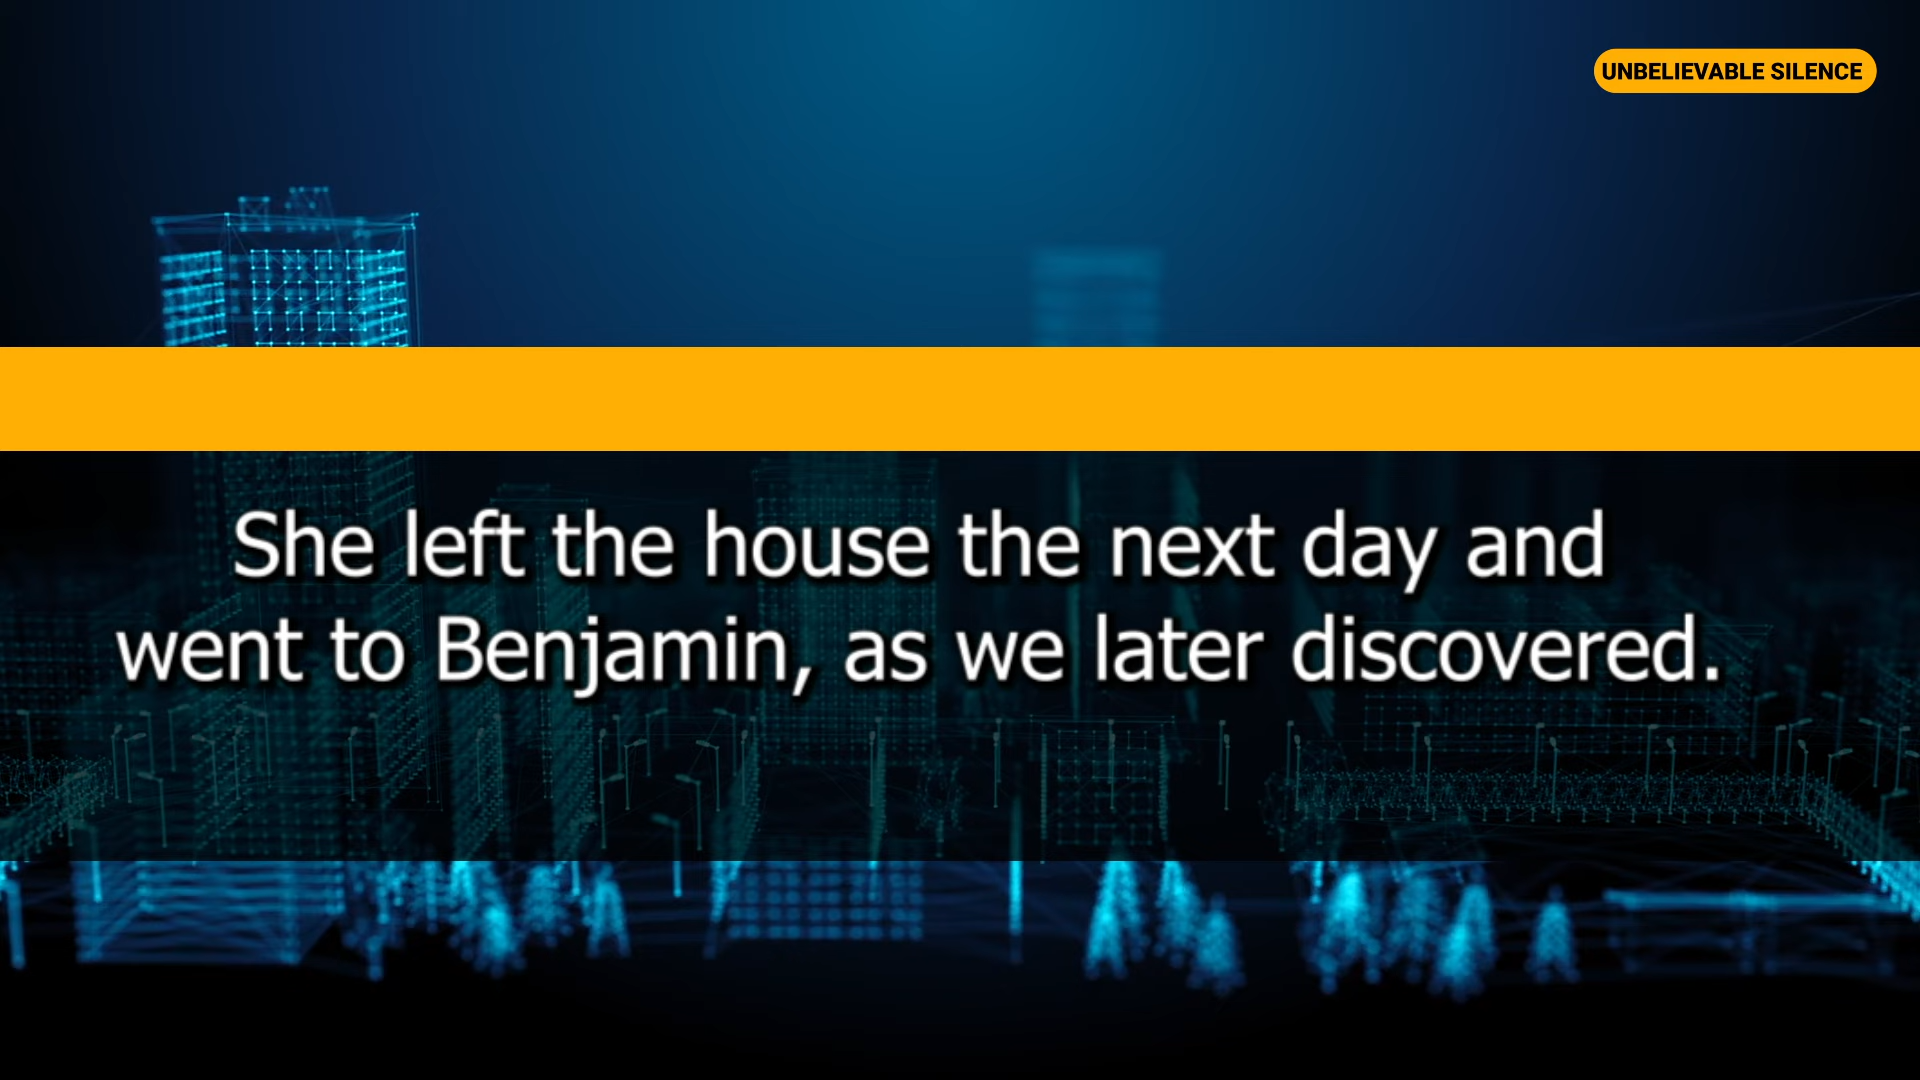 UNBELIEVABLE SILENCE
She left the house the next day and
went to Benjamin, as we later discovered.